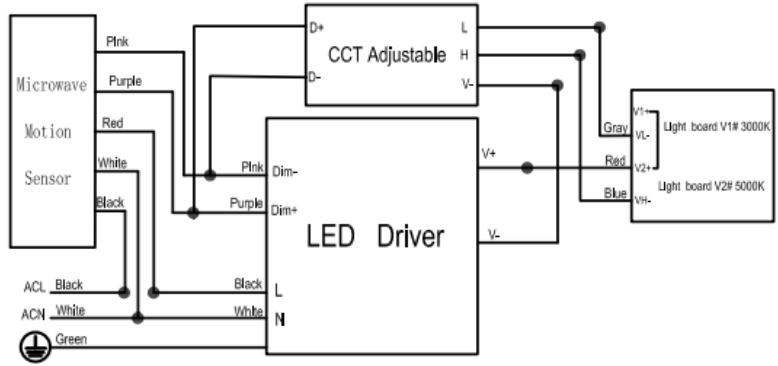 Microwave
Motion
Sensor
Pink
Purple
Red
White
Black
ACL Black
ACN White
Green
D+
D-
CCT Adjustable
L
H
V-
Pink Dim-
Purple Dim+
Black L
White N
LED Driver
V+
V-
Gray
Red
Blue
V1+
VL-
V2+
VH-
Light board V1# 3000K
Light board V2# 5000K